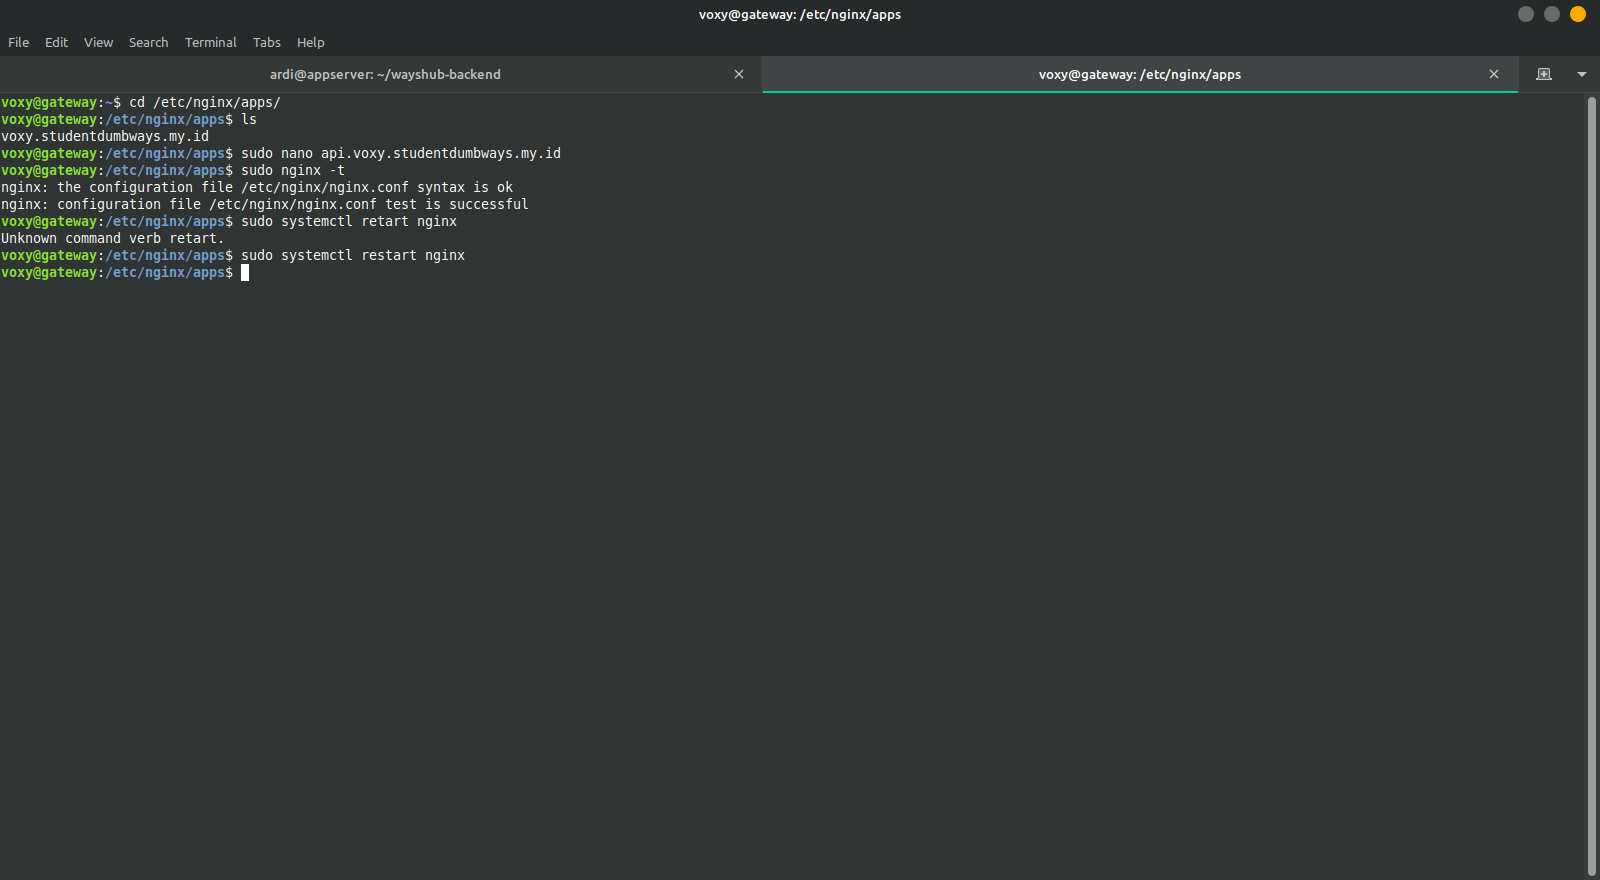 voxy@gateway: /etc/nginx/apps
File Edit View Search Terminal Tabs Help
ardi@appserver: ~/wayshub-backend
voxy@gateway: /etc/nginx/apps
voxy@gateway:~$ cd /etc/nginx/apps/
voxy@gateway:/etc/nginx/apps$ ls
voxy.studentdumbways.my.id
voxy@gateway:/etc/nginx/apps$ sudo nano api.voxy.studentdumbways.my.id
voxy@gateway:/etc/nginx/apps$ sudo nginx -t
nginx: the configuration file /etc/nginx/nginx.conf syntax is ok
nginx: configuration file /etc/nginx/nginx.conf test is successful
voxy@gateway:/etc/nginx/apps$ sudo systemctl retart nginx
Unknown command verb retart.
voxy@gateway:/etc/nginx/apps$ sudo systemctl restart nginx
voxy@gateway:/etc/nginx/apps$